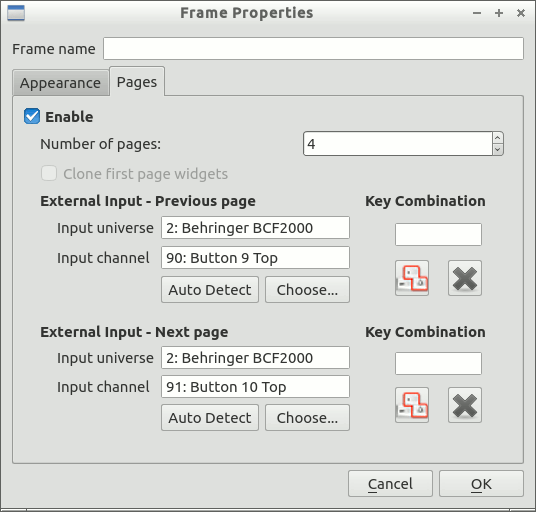 Frame Properties
Frame name
Appearance Pages
Enable
Number of pages: 4
Clone first page widgets
External Input - Previous page Key Combination
Input universe 2: Behringer BCF2000
Input channel 90: Button 9 Top
Auto Detect Choose...
External Input - Next page Key Combination
Input universe 2: Behringer BCF2000
Input channel 91: Button 10 Top
Auto Detect Choose...
Cancel OK